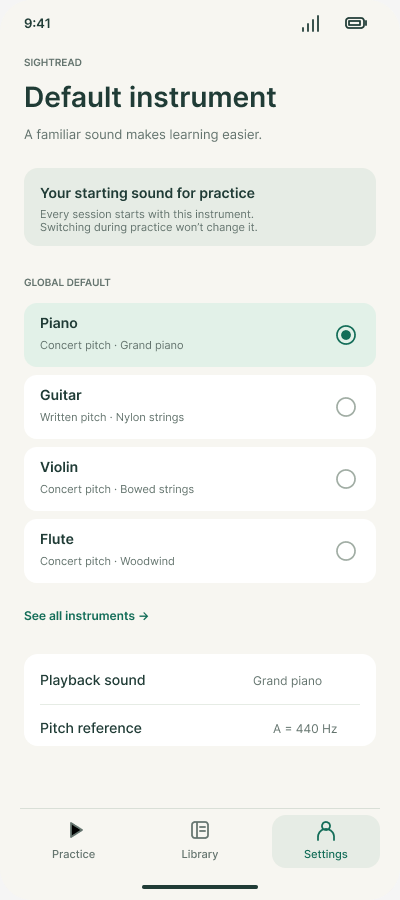 9:41
SIGHTREAD
Default instrument
A familiar sound makes learning easier.
Your starting sound for practice
Every session starts with this instrument.
Switching during practice won't change it.
GLOBAL DEFAULT
Piano
Concert pitch · Grand piano
Guitar
Written pitch · Nylon strings
Violin
Concert pitch · Bowed strings
Flute
Concert pitch · Woodwind
See all instruments →
Playback sound Grand piano
Pitch reference A = 440 Hz
Practice Library Settings